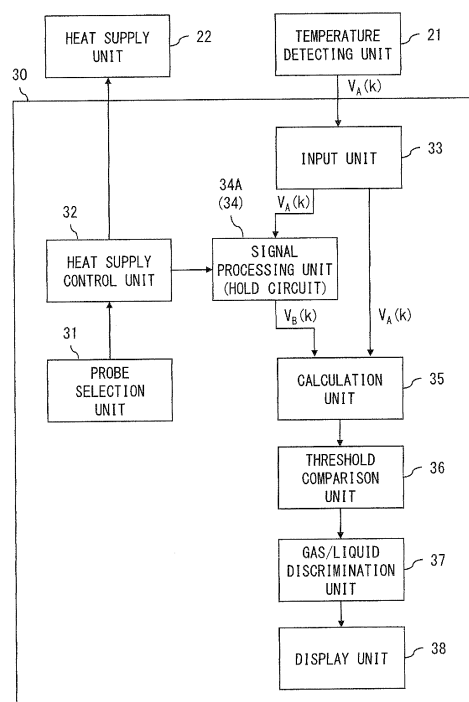 HEAT SUPPLY
UNIT
22
TEMPERATURE
DETECTING UNIT
21
30
V_A(k)
INPUT UNIT
33
34A
(34)
V_A(k)
32
HEAT SUPPLY
CONTROL UNIT
SIGNAL
PROCESSING UNIT
(HOLD CIRCUIT)
V_B(k)
V_A(k)
31
PROBE
SELECTION
UNIT
CALCULATION
UNIT
35
THRESHOLD
COMPARISON
UNIT
36
GAS/LIQUID
DISCRIMINATION
UNIT
37
DISPLAY UNIT
38